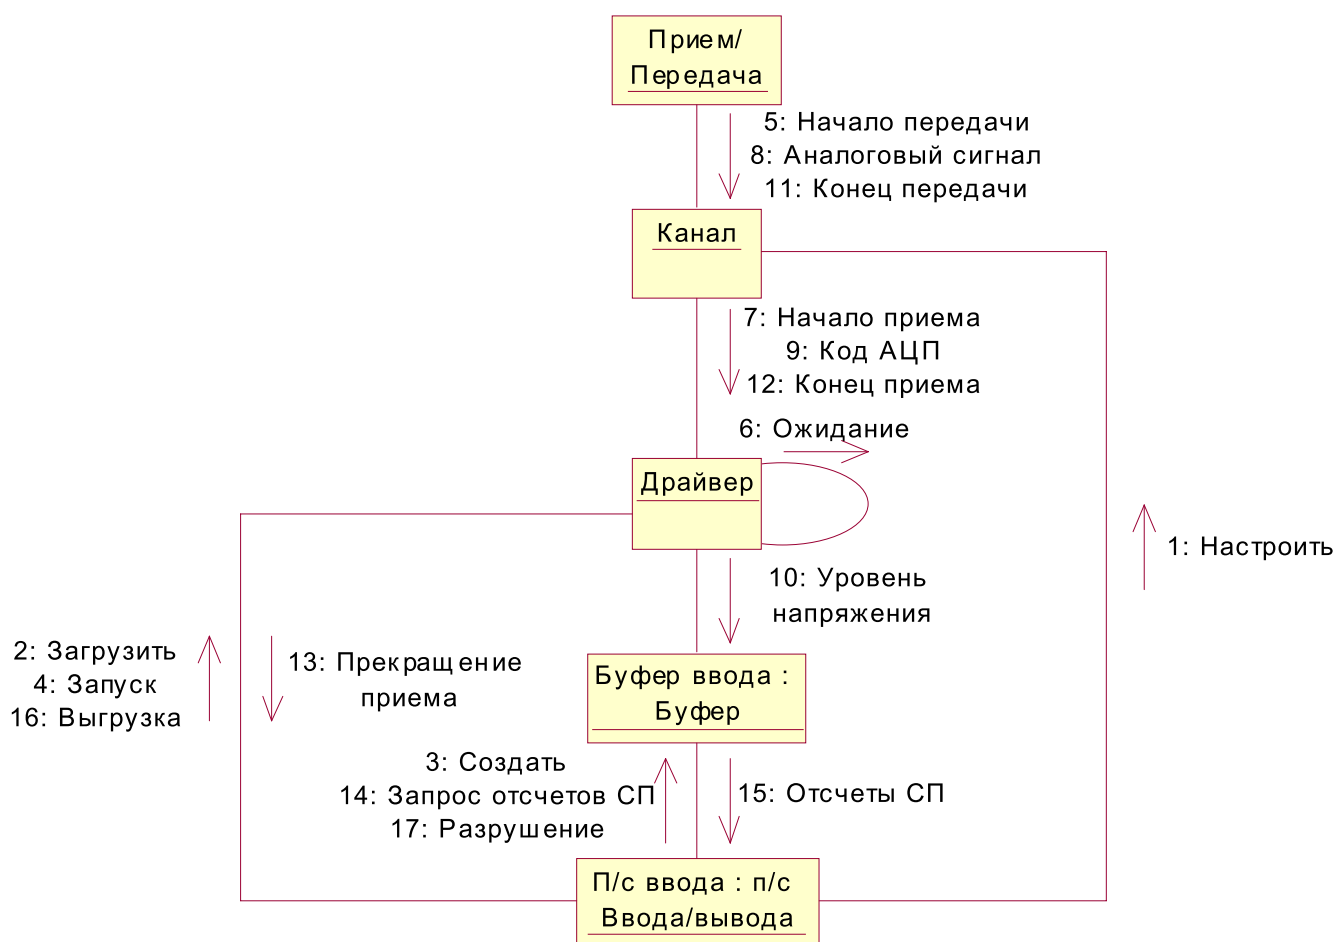 Прием/
Передача
5: Начало передачи
8: Аналоговый сигнал
11: Конец передачи
Канал
7: Начало приема
9: Код АЦП
12: Конец приема
6: Ожидание
Драйвер
1: Настроить
10: Уровень
напряжения
2: Загрузить
4: Запуск
16: Выгрузка
13: Прекращение
приема
Буфер ввода :
Буфер
3: Создать
14: Запрос отсчетов СП
17: Разрушение
15: Отсчеты СП
П/с ввода : п/с
Ввода/вывода